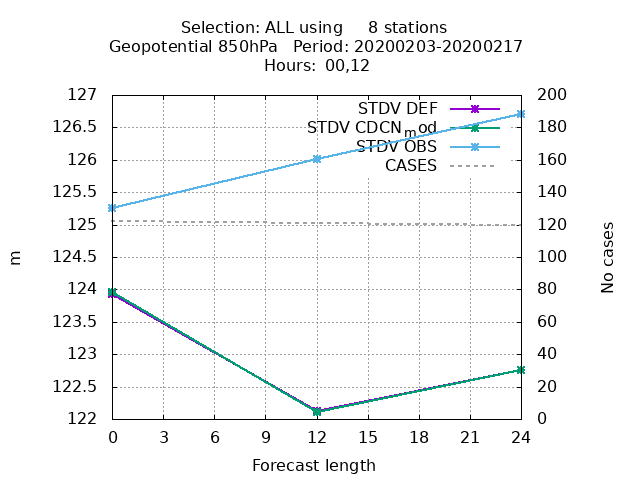 Selection: ALL using     8 stations
Geopotential 850hPa   Period: 20200203-20200217
Hours: 00,12
127 200
STDV DEF
126.5 STDV CDCN_mod 180
126 STDV OBS 160
CASES
125.5 140
125 120
124.5 100
m No cases
124 80
123.5 60
123 40
122.5 20
122 0
0 3 6 9 12 15 18 21 24
Forecast length